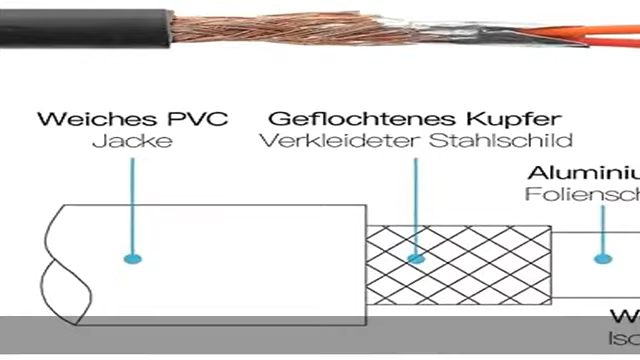 Weiches PVC
Jacke
Geflochtenes Kupfer
Verkleideter Stahlschild